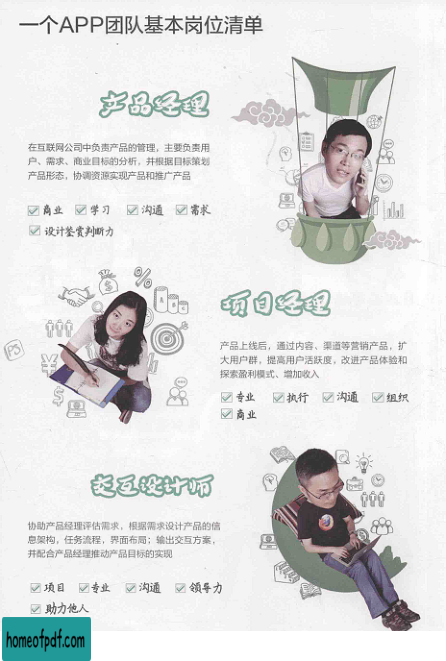 一个APP团队基本岗位清单
产品经理
在互联网公司中负责产品的管理，主要负责用
户、需求、商业目标的分析，并根据目标策划
产品形态，协调资源实现产品和推广产品
商业 学习 沟通 需求
设计鉴赏判断力
项目经理
产品上线后，通过内容、渠道等营销产品，扩
大用户群，提高用户活跃度，改进产品体验和
探索盈利模式、增加收入
专业 执行 沟通 组织
商业
交互设计师
协助产品经理评估需求，根据需求设计产品的信
息架构，任务流程，界面布局；输出交互方案，
并配合产品经理推动产品目标的实现
项目 专业 沟通 领导力
助力他人
homeofpdf.com